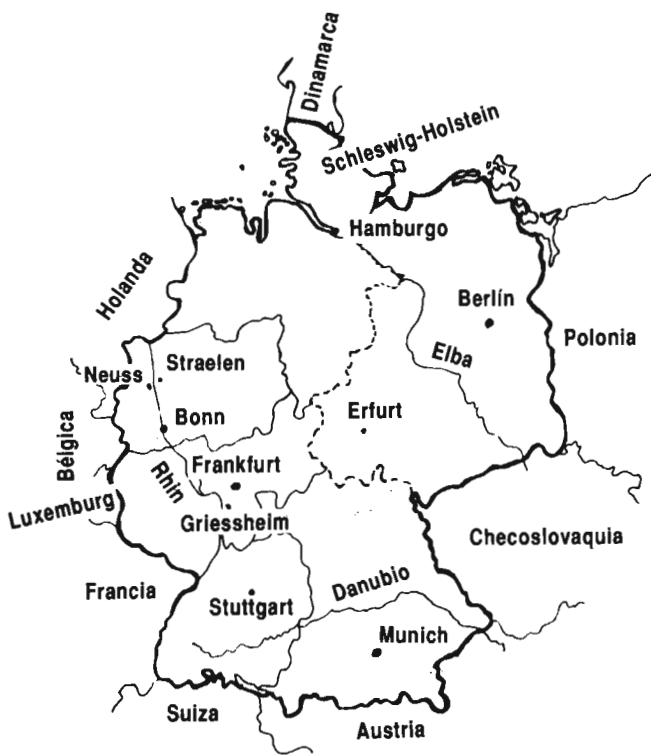 Dinamarca
Schleswig-Holstein
Hamburgo
Holanda
Berlín
Polonia
Elba
Straelen
Neuss
Bonn
Erfurt
Bélgica
Rhin
Frankfurt
Luxemburg
Griessheim
Checoslovaquia
Francia
Stuttgart
Danubio
Munich
Suiza
Austria